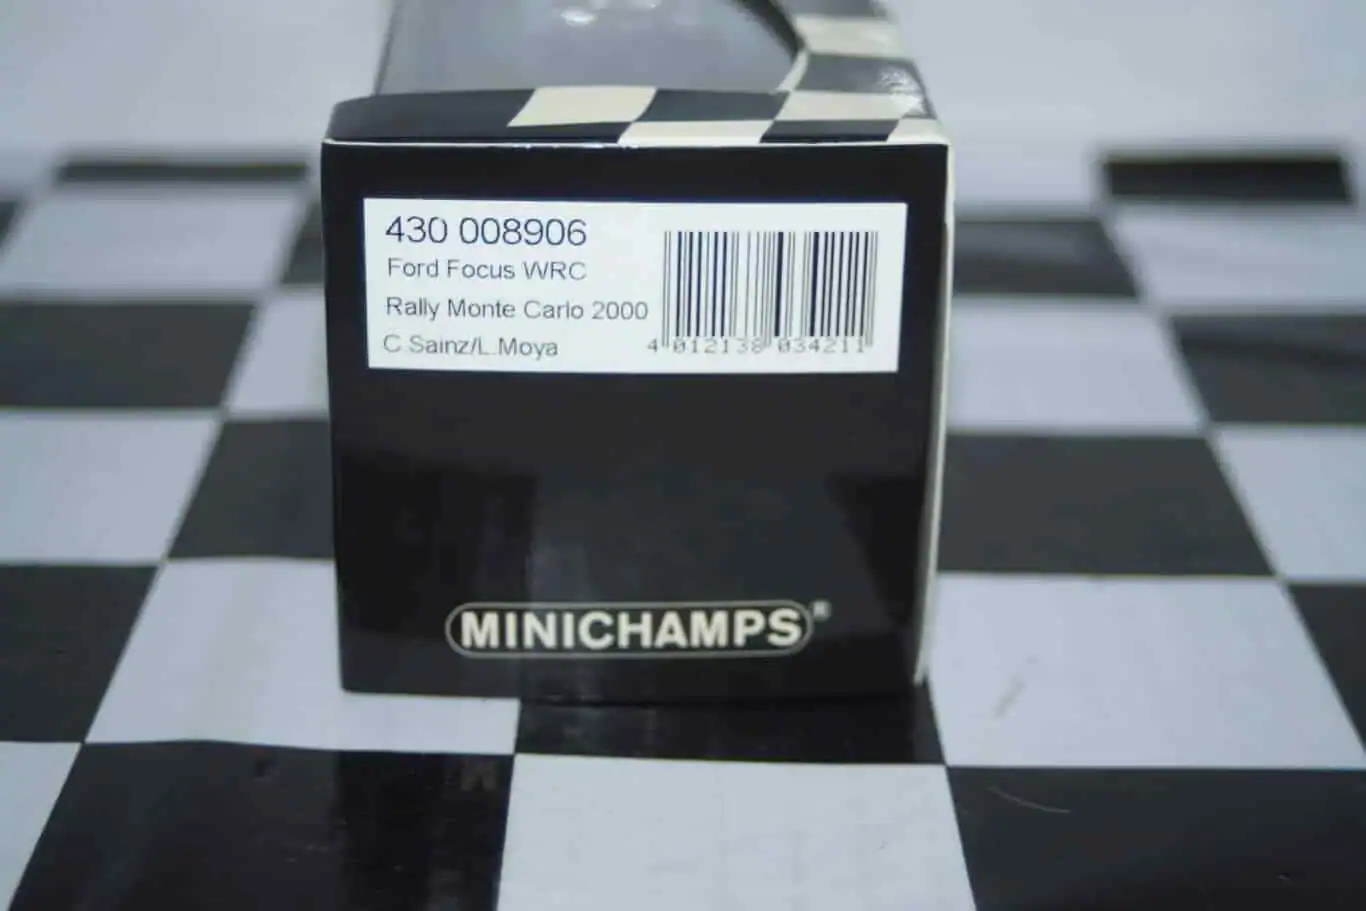 430 008906
Ford Focus WRC
Rally Monte Carlo 2000
C.Sainz/L.Moya
4 012138 034211
MINICHAMPS®